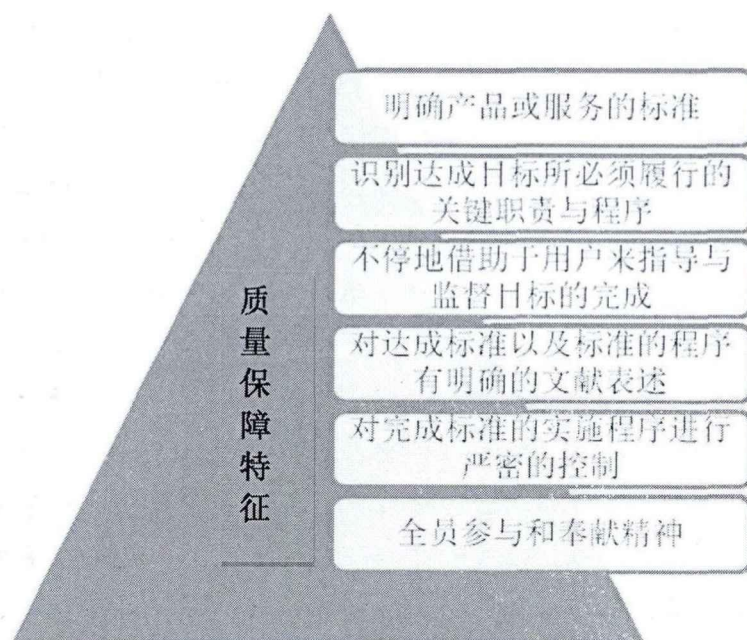 明确产品或服务的标准
识别达成目标所必须履行的
关键职责与程序
不停地借助于用户来指导与
监督目标的完成
对达成标准以及标准的程序
有明确的文献表述
对完成标准的实施程序进行
严密的控制
全员参与和奉献精神
质量保障特征